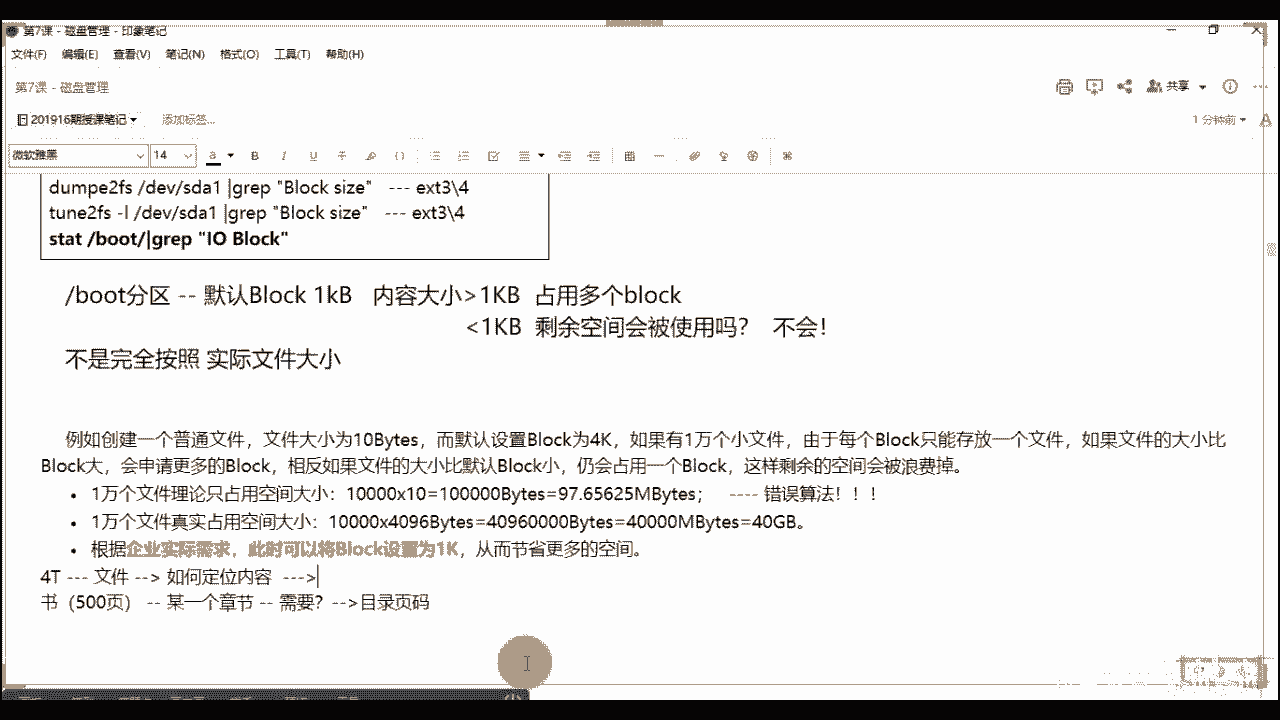 第7课 - 磁盘管理 - 印象笔记
文件(F) 编辑(E) 查看(V) 笔记(N) 格式(O) 工具(T) 帮助(H)
第7课 - 磁盘管理
共享
201916期授课笔记 添加标签...
1 分钟前
微软雅黑 14
dumpe2fs /dev/sda1 |grep "Block size" --- ext3\4
tune2fs -l /dev/sda1 |grep "Block size" --- ext3\4
stat /boot/|grep "IO Block"
/boot分区 -- 默认Block 1kB 内容大小>1KB 占用多个block
<1KB 剩余空间会被使用吗? 不会!
不是完全按照 实际文件大小
例如创建一个普通文件，文件大小为10Bytes，而默认设置Block为4K，如果有1万个小文件，由于每个Block只能存放一个文件，如果文件的大小比
Block大，会申请更多的Block，相反如果文件的大小比默认Block小，仍会占用一个Block，这样剩余的空间会被浪费掉。
• 1万个文件理论只占用空间大小：10000x10=100000Bytes=97.65625MBytes； ---- 错误算法！！！
• 1万个文件真实占用空间大小：10000x4096Bytes=40960000Bytes=40000MBytes=40GB。
• 根据企业实际需求，此时可以将Block设置为1K，从而节省更多的空间。
4T --- 文件 --> 如何定位内容 --->
书（500页） -- 某一个章节 -- 需要? -->目录页码